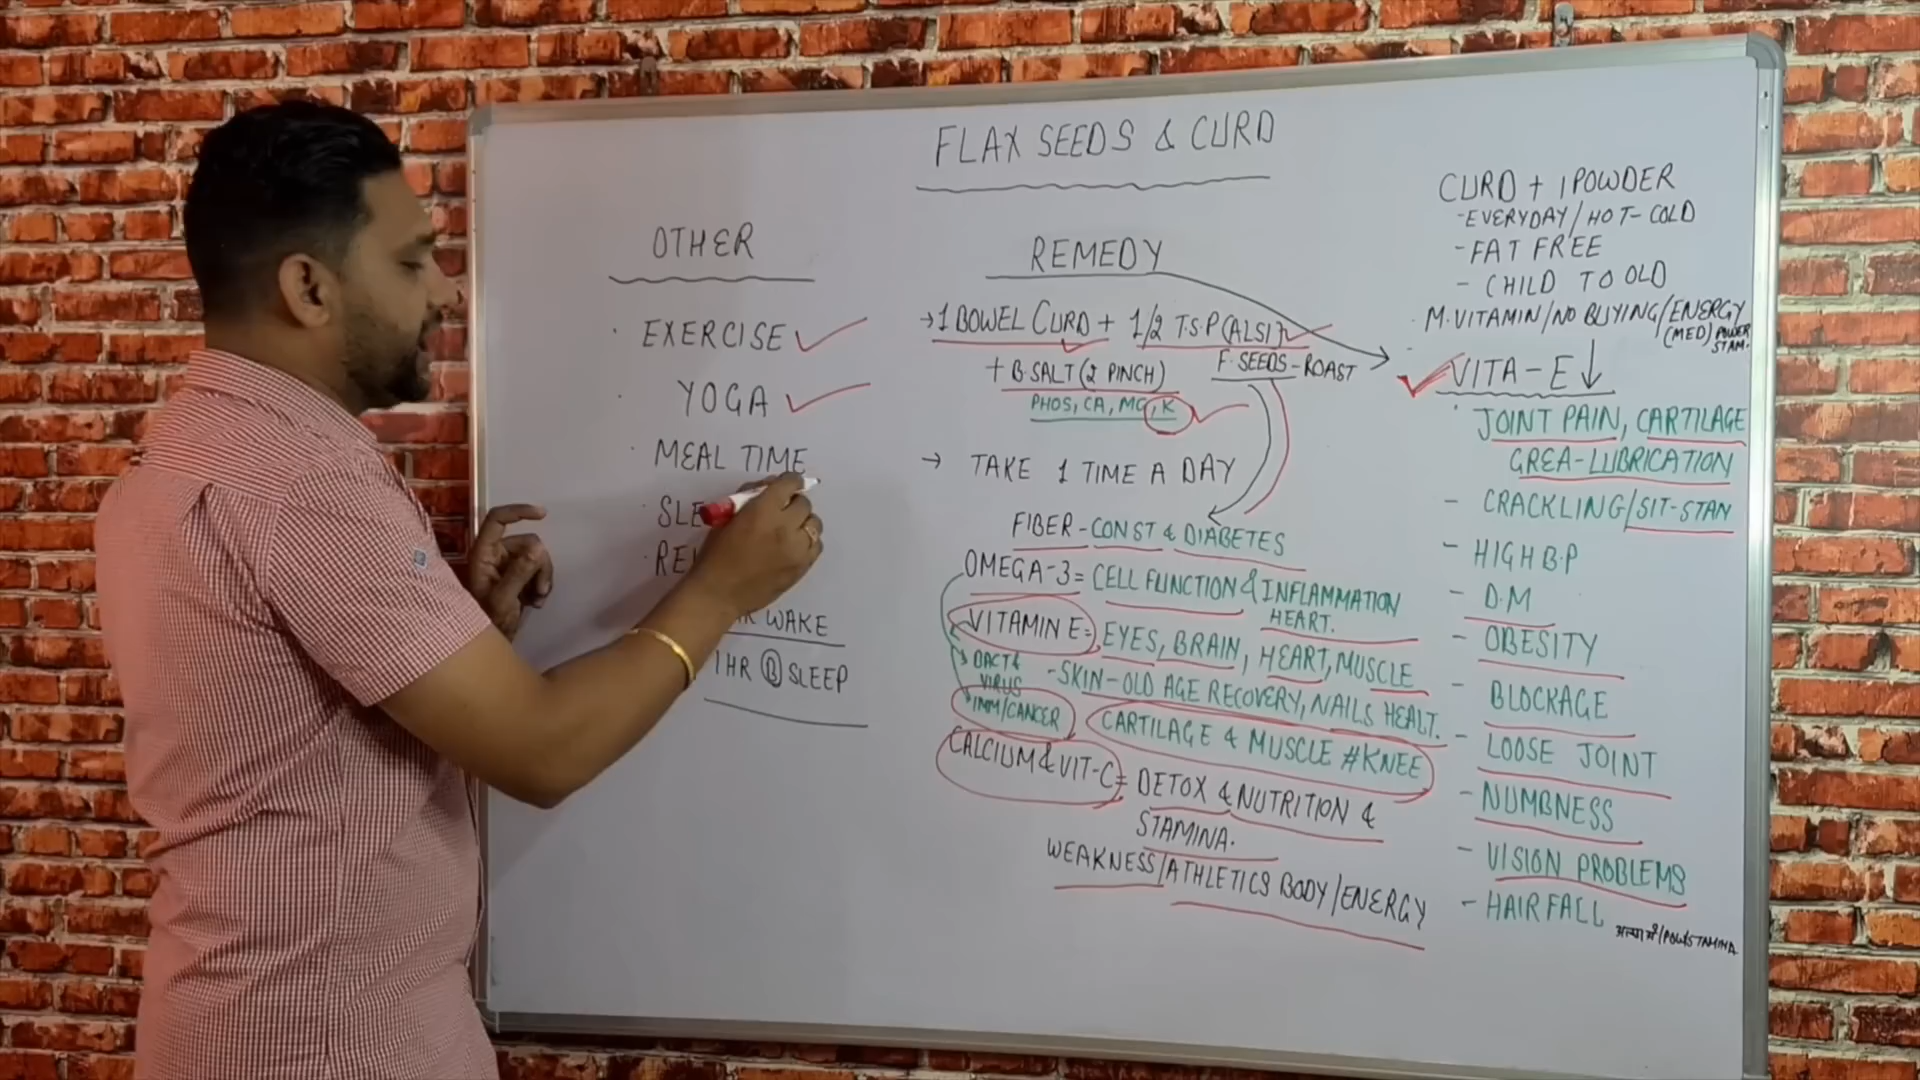 FLAX SEEDS & CURD
OTHER
EXERCISE
YOGA
MEAL TIME
WAKE
1HR Ⓑ SLEEP
REMEDY
→1 BOWEL CURD + 1/2 T.S.P (ALSI)
F-SEEDS-ROAST
+ B.SALT (2 PINCH)
PHOS, CA, MG, K
→ TAKE 1 TIME A DAY
FIBER-CONST & DIABETES
OMEGA-3 = CELL FUNCTION & INFLAMMATION
HEART.
VITAMIN E = EYES, BRAIN, HEART, MUSCLE
VIRUS -SKIN-OLD AGE RECOVERY, NAILS HEALT.
IMM/CANCER
CARTILAGE & MUSCLE #KNEE
CALCIUM & VIT-C = DETOX & NUTRITION &
STAMINA.
WEAKNESS/ATHLETICS BODY/ENERGY
CURD + 1 POWDER
-EVERYDAY/HOT-COLD
-FAT FREE
- CHILD TO OLD
M.VITAMIN/NO BUYING/ENERGY
(MED) POWER
STAM.
VITA-E↓
JOINT PAIN, CARTILAGE
GREA-LUBRICATION
- CRACKLING/SIT-STAN
- HIGH B.P
- D.M
- OBESITY
- BLOCKAGE
- LOOSE JOINT
- NUMBNESS
- VISION PROBLEMS
- HAIRFALL